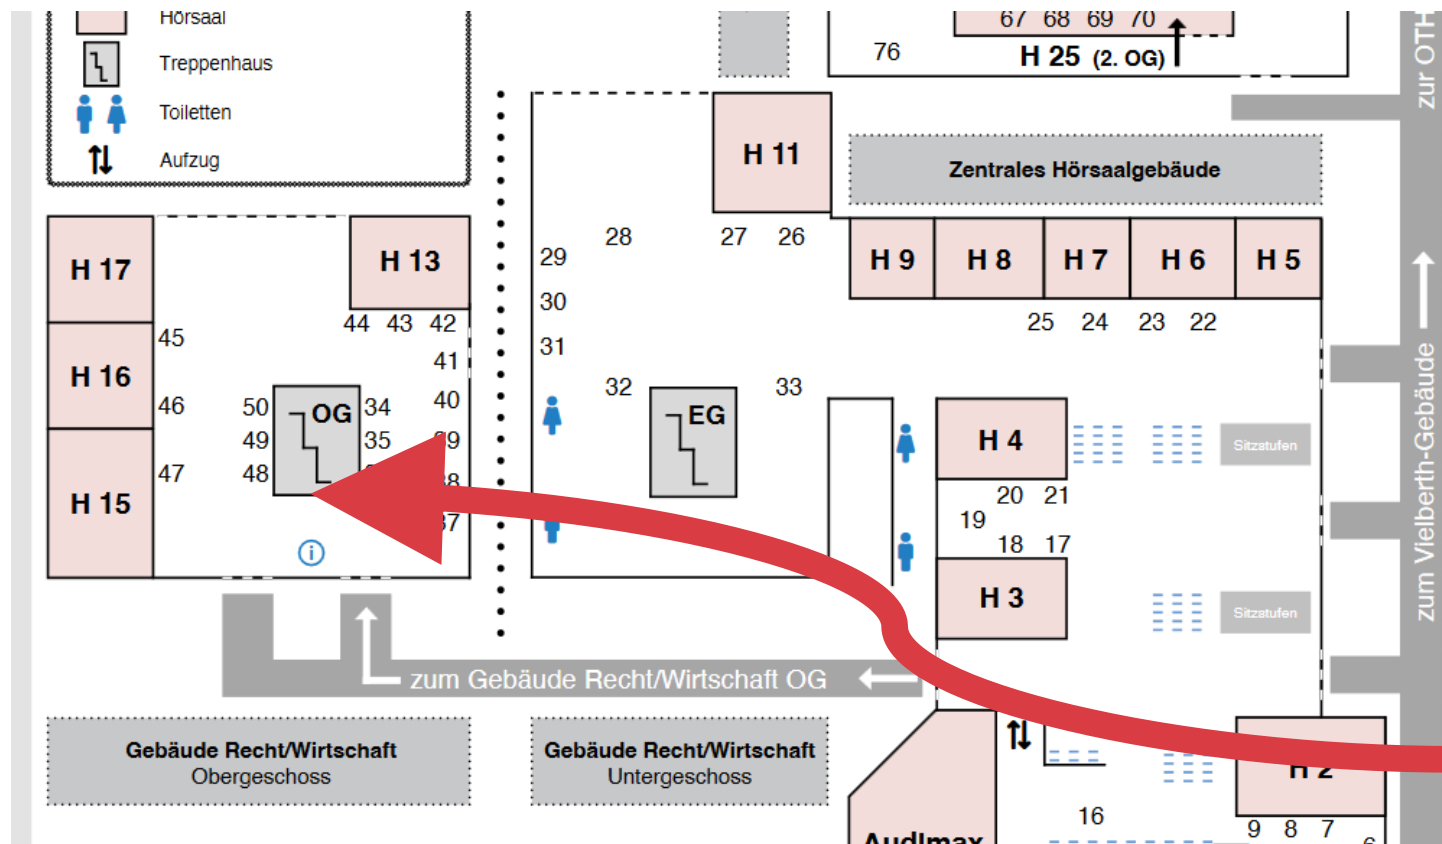 Hörsaal
Treppenhaus
Toiletten
Aufzug
67 68 69 70
76
H 25 (2. OG)
zur OTH
H 11
Zentrales Hörsaalgebäude
H 17
H 13
29
28
27 26
H 9
H 8
H 7
H 6
H 5
44 43 42
45
41
30
31
25 24 23 22
H 16
46
50
OG
34
40
49
35
32
EG
33
H 4
Sitzatufen
47
48
20 21
19
18 17
H 15
H 3
Sitzatufen
zum Vielberth-Gebäude
zum Gebäude Recht/Wirtschaft OG
Gebäude Recht/Wirtschaft
Obergeschoss
Gebäude Recht/Wirtschaft
Untergeschoss
H 2
16
9 8 7
AudImax